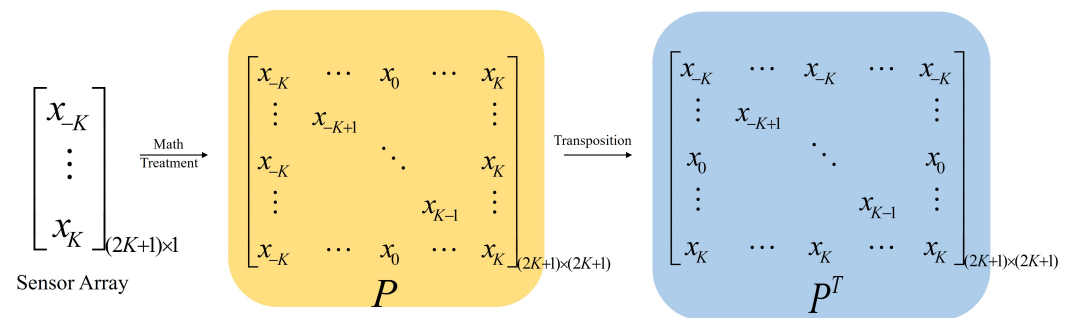 x_{-K}
⋮
x_K
(2K+1)×1
Sensor Array
Math
Treatment
x_{-K} ⋯ x_0 ⋯ x_K
⋮ x_{-K+1} ⋮
x_{-K} ⋱ x_K
⋮ x_{K-1} ⋮
x_{-K} ⋯ x_0 ⋯ x_K
(2K+1)×(2K+1)
P
Transposition
x_{-K} ⋯ x_{-K} ⋯ x_{-K}
⋮ x_{-K+1} ⋮
x_0 ⋱ x_0
⋮ x_{K-1} ⋮
x_K ⋯ x_K ⋯ x_K
(2K+1)×(2K+1)
P^T